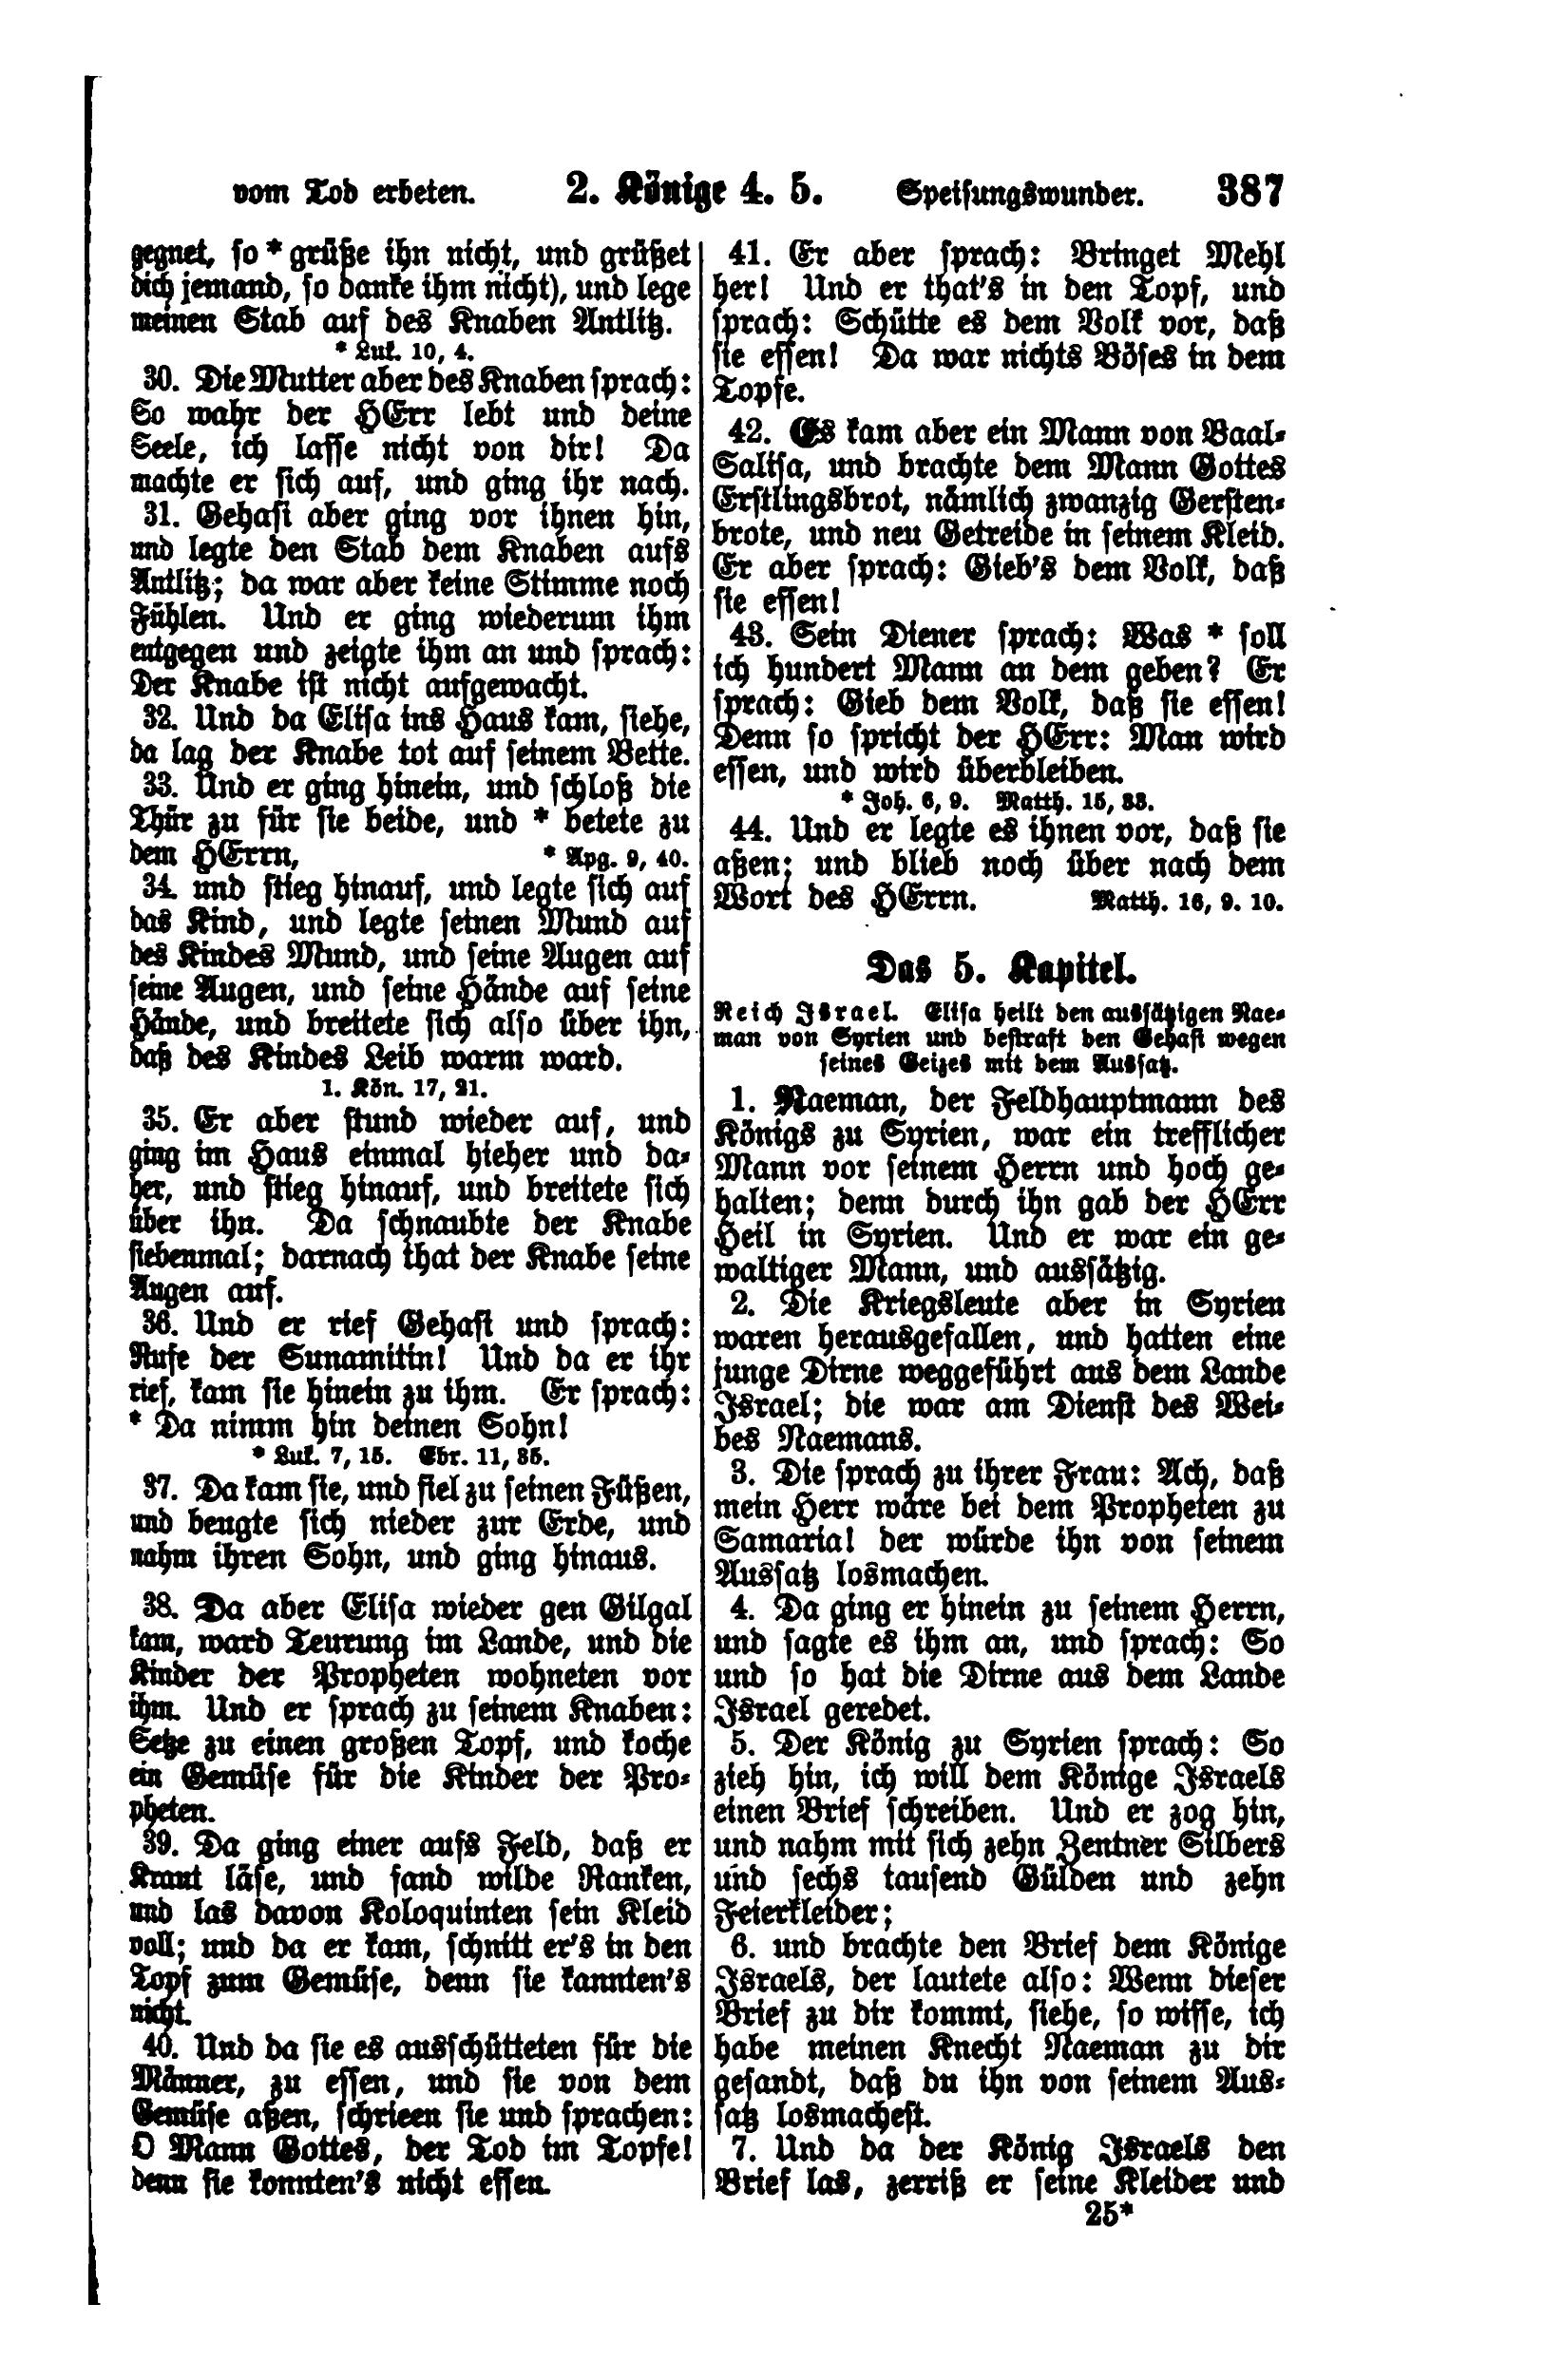 vom Tod erbeten. 2. Könige 4. 5. Speisungswunder. 387
gegnet, so * grüße ihn nicht, und grüßet
dich jemand, so danke ihm nicht), und lege
meinen Stab auf des Knaben Antlitz.
* Luk. 10, 4.
30. Die Mutter aber des Knaben sprach:
So wahr der HErr lebt und deine
Seele, ich lasse nicht von dir! Da
machte er sich auf, und ging ihr nach.
31. Gehasi aber ging vor ihnen hin,
und legte den Stab dem Knaben aufs
Antlitz; da war aber keine Stimme noch
Fühlen. Und er ging wiederum ihm
entgegen und zeigte ihm an und sprach:
Der Knabe ist nicht aufgewacht.
32. Und da Elisa ins Haus kam, siehe,
da lag der Knabe tot auf seinem Bette.
33. Und er ging hinein, und schloß die
Thür zu für sie beide, und * betete zu
dem HErrn, * Apg. 9, 40.
34. und stieg hinauf, und legte sich auf
das Kind, und legte seinen Mund auf
des Kindes Mund, und seine Augen auf
seine Augen, und seine Hände auf seine
Hände, und breitete sich also über ihn,
daß des Kindes Leib warm ward.
1. Kön. 17, 21.
35. Er aber stund wieder auf, und
ging im Haus einmal hieher und da-
her, und stieg hinauf, und breitete sich
über ihn. Da schnaubte der Knabe
siebenmal; darnach that der Knabe seine
Augen auf.
36. Und er rief Gehasi und sprach:
Rufe der Sunamitin! Und da er ihr
rief, kam sie hinein zu ihm. Er sprach:
* Da nimm hin deinen Sohn!
* Luk. 7, 15. Ebr. 11, 35.
37. Da kam sie, und fiel zu seinen Füßen,
und beugte sich nieder zur Erde, und
nahm ihren Sohn, und ging hinaus.
38. Da aber Elisa wieder gen Gilgal
kam, ward Teurung im Lande, und die
Kinder der Propheten wohneten vor
ihm. Und er sprach zu seinem Knaben:
Setze zu einen großen Topf, und koche
ein Gemüse für die Kinder der Pro-
pheten.
39. Da ging einer aufs Feld, daß er
Kraut läse, und fand wilde Ranken,
und las davon Koloquinten sein Kleid
voll; und da er kam, schnitt er's in den
Topf zum Gemüse, denn sie kannten's
nicht.
40. Und da sie es ausschütteten für die
Männer, zu essen, und sie von dem
Gemüse aßen, schrieen sie und sprachen:
O Mann Gottes, der Tod im Topfe!
denn sie konnten's nicht essen.
41. Er aber sprach: Bringet Mehl
her! Und er that's in den Topf, und
sprach: Schütte es dem Volk vor, daß
sie essen! Da war nichts Böses in dem
Topfe.
42. Es kam aber ein Mann von Baal-
Salisa, und brachte dem Mann Gottes
Erstlingsbrot, nämlich zwanzig Gersten-
brote, und neu Getreide in seinem Kleid.
Er aber sprach: Gieb's dem Volk, daß
sie essen!
43. Sein Diener sprach: Was * soll
ich hundert Mann an dem geben? Er
sprach: Gieb dem Volk, daß sie essen!
Denn so spricht der HErr: Man wird
essen, und wird überbleiben.
* Joh. 6, 9. Matth. 15, 33.
44. Und er legte es ihnen vor, daß sie
aßen; und blieb noch über nach dem
Wort des HErrn. Matth. 16, 9. 10.
Das 5. Kapitel.
Reich Israel. Elisa heilt den aussätzigen Nae-
man von Syrien und bestraft den Gehasi wegen
seines Geizes mit dem Aussatz.
1. Naeman, der Feldhauptmann des
Königs zu Syrien, war ein trefflicher
Mann vor seinem Herrn und hoch ge-
halten; denn durch ihn gab der HErr
Heil in Syrien. Und er war ein ge-
waltiger Mann, und aussätzig.
2. Die Kriegsleute aber in Syrien
waren herausgefallen, und hatten eine
junge Dirne weggeführt aus dem Lande
Israel; die war am Dienst des Wei-
bes Naemans.
3. Die sprach zu ihrer Frau: Ach, daß
mein Herr wäre bei dem Propheten zu
Samaria! der würde ihn von seinem
Aussatz losmachen.
4. Da ging er hinein zu seinem Herrn,
und sagte es ihm an, und sprach: So
und so hat die Dirne aus dem Lande
Israel geredet.
5. Der König zu Syrien sprach: So
zieh hin, ich will dem Könige Israels
einen Brief schreiben. Und er zog hin,
und nahm mit sich zehn Zentner Silbers
und sechs tausend Gülden und zehn
Feierkleider;
6. und brachte den Brief dem Könige
Israels, der lautete also: Wenn dieser
Brief zu dir kommt, siehe, so wisse, ich
habe meinen Knecht Naeman zu dir
gesandt, daß du ihn von seinem Aus-
satz losmachest.
7. Und da der König Israels den
Brief las, zerriß er seine Kleider und
25*